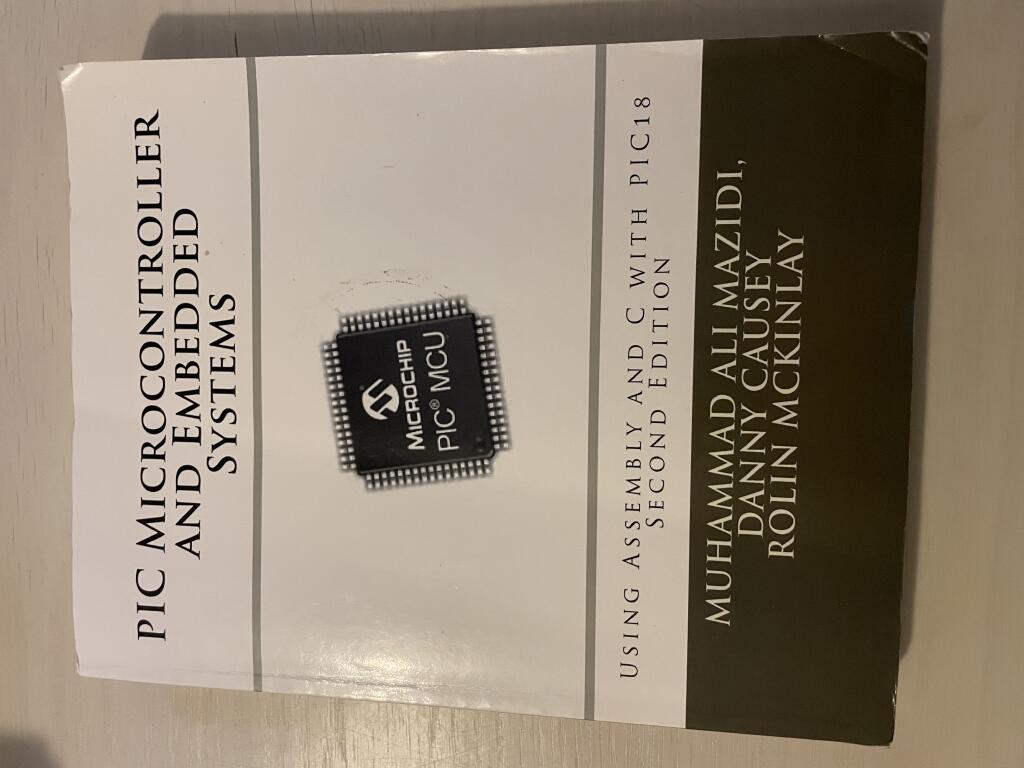 PIC MICROCONTROLLER
AND EMBEDDED
SYSTEMS
MICROCHIP
PIC® MCU
USING ASSEMBLY AND C WITH PIC18
SECOND EDITION
MUHAMMAD ALI MAZIDI,
DANNY CAUSEY
ROLIN MCKINLAY